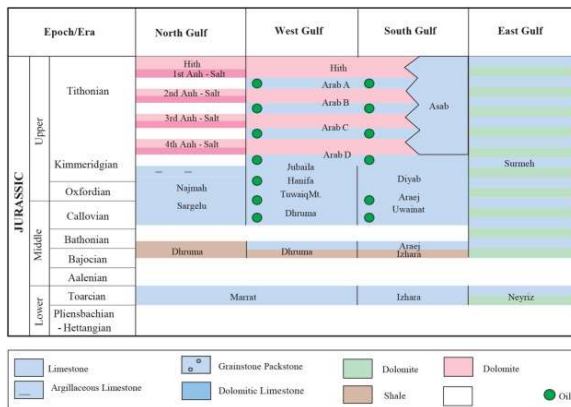 Epoch/Era North Gulf West Gulf South Gulf East Gulf
JURASSIC
Upper
Middle
Lower
Tithonian
Kimmeridgian
Oxfordian
Callovian
Bathonian
Bajocian
Aalenian
Toarcian
Pliensbachian
- Hettangian
Hith
1st Anh - Salt
2nd Anh - Salt
3rd Anh - Salt
4th Anh - Salt
Najmah
Sargelu
Dhruma
Marrat
Hith
Arab A
Arab B
Arab C
Arab D
Jubaila
Hanifa
TuwaiqMt.
Dhruma
Dhruma
Asab
Diyab
Araej
Uwainat
Araej
Izhara
Izhara
Surmeh
Neyriz
Limestone
Argillaceous Limestone
Grainstone Packstone
Dolomitic Limestone
Dolomite
Shale
Dolomite
Oil